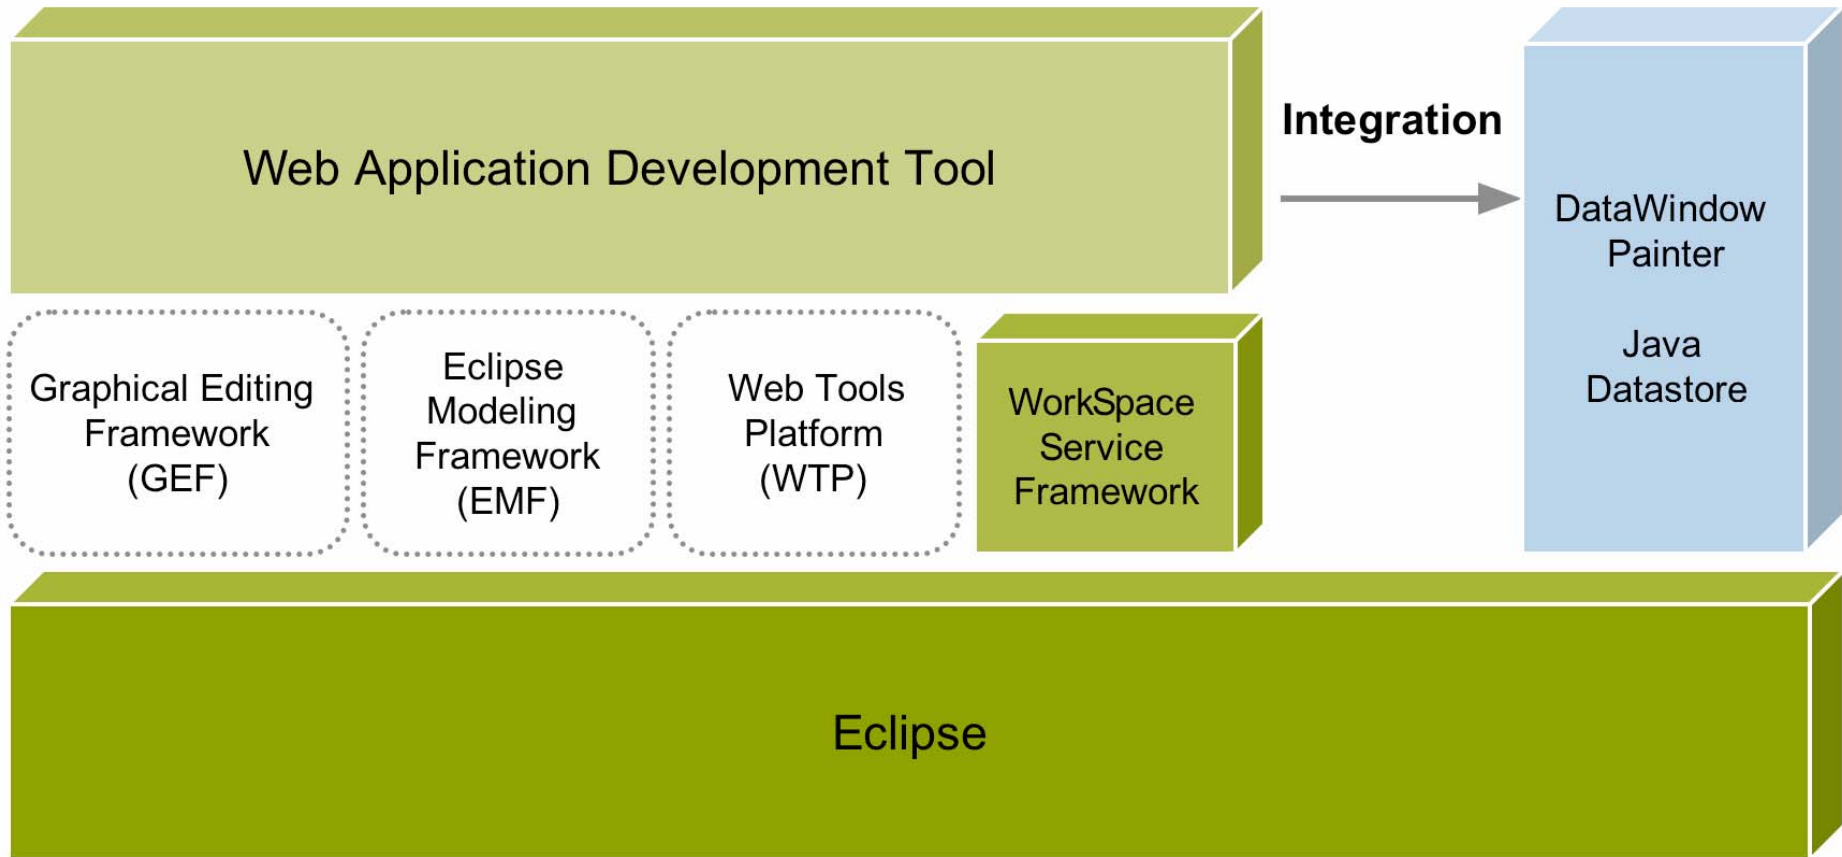 Web Application Development Tool
Integration
DataWindow
Painter
Java
Datastore
Graphical Editing
Framework
(GEF)
Eclipse
Modeling
Framework
(EMF)
Web Tools
Platform
(WTP)
WorkSpace
Service
Framework
Eclipse